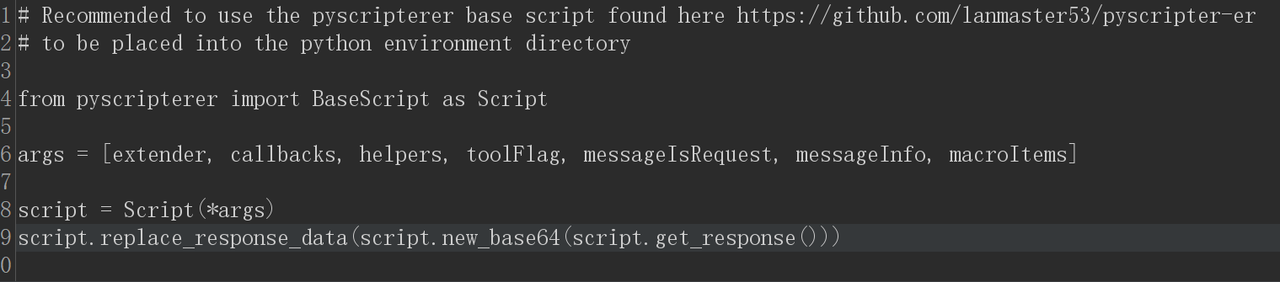 1 # Recommended to use the pyscripterer base script found here https://github.com/lanmaster53/pyscripter-er
2 # to be placed into the python environment directory
3
4 from pyscripterer import BaseScript as Script
5
6 args = [extender, callbacks, helpers, toolFlag, messageIsRequest, messageInfo, macroItems]
7
8 script = Script(*args)
9 script.replace_response_data(script.new_base64(script.get_response()))
0